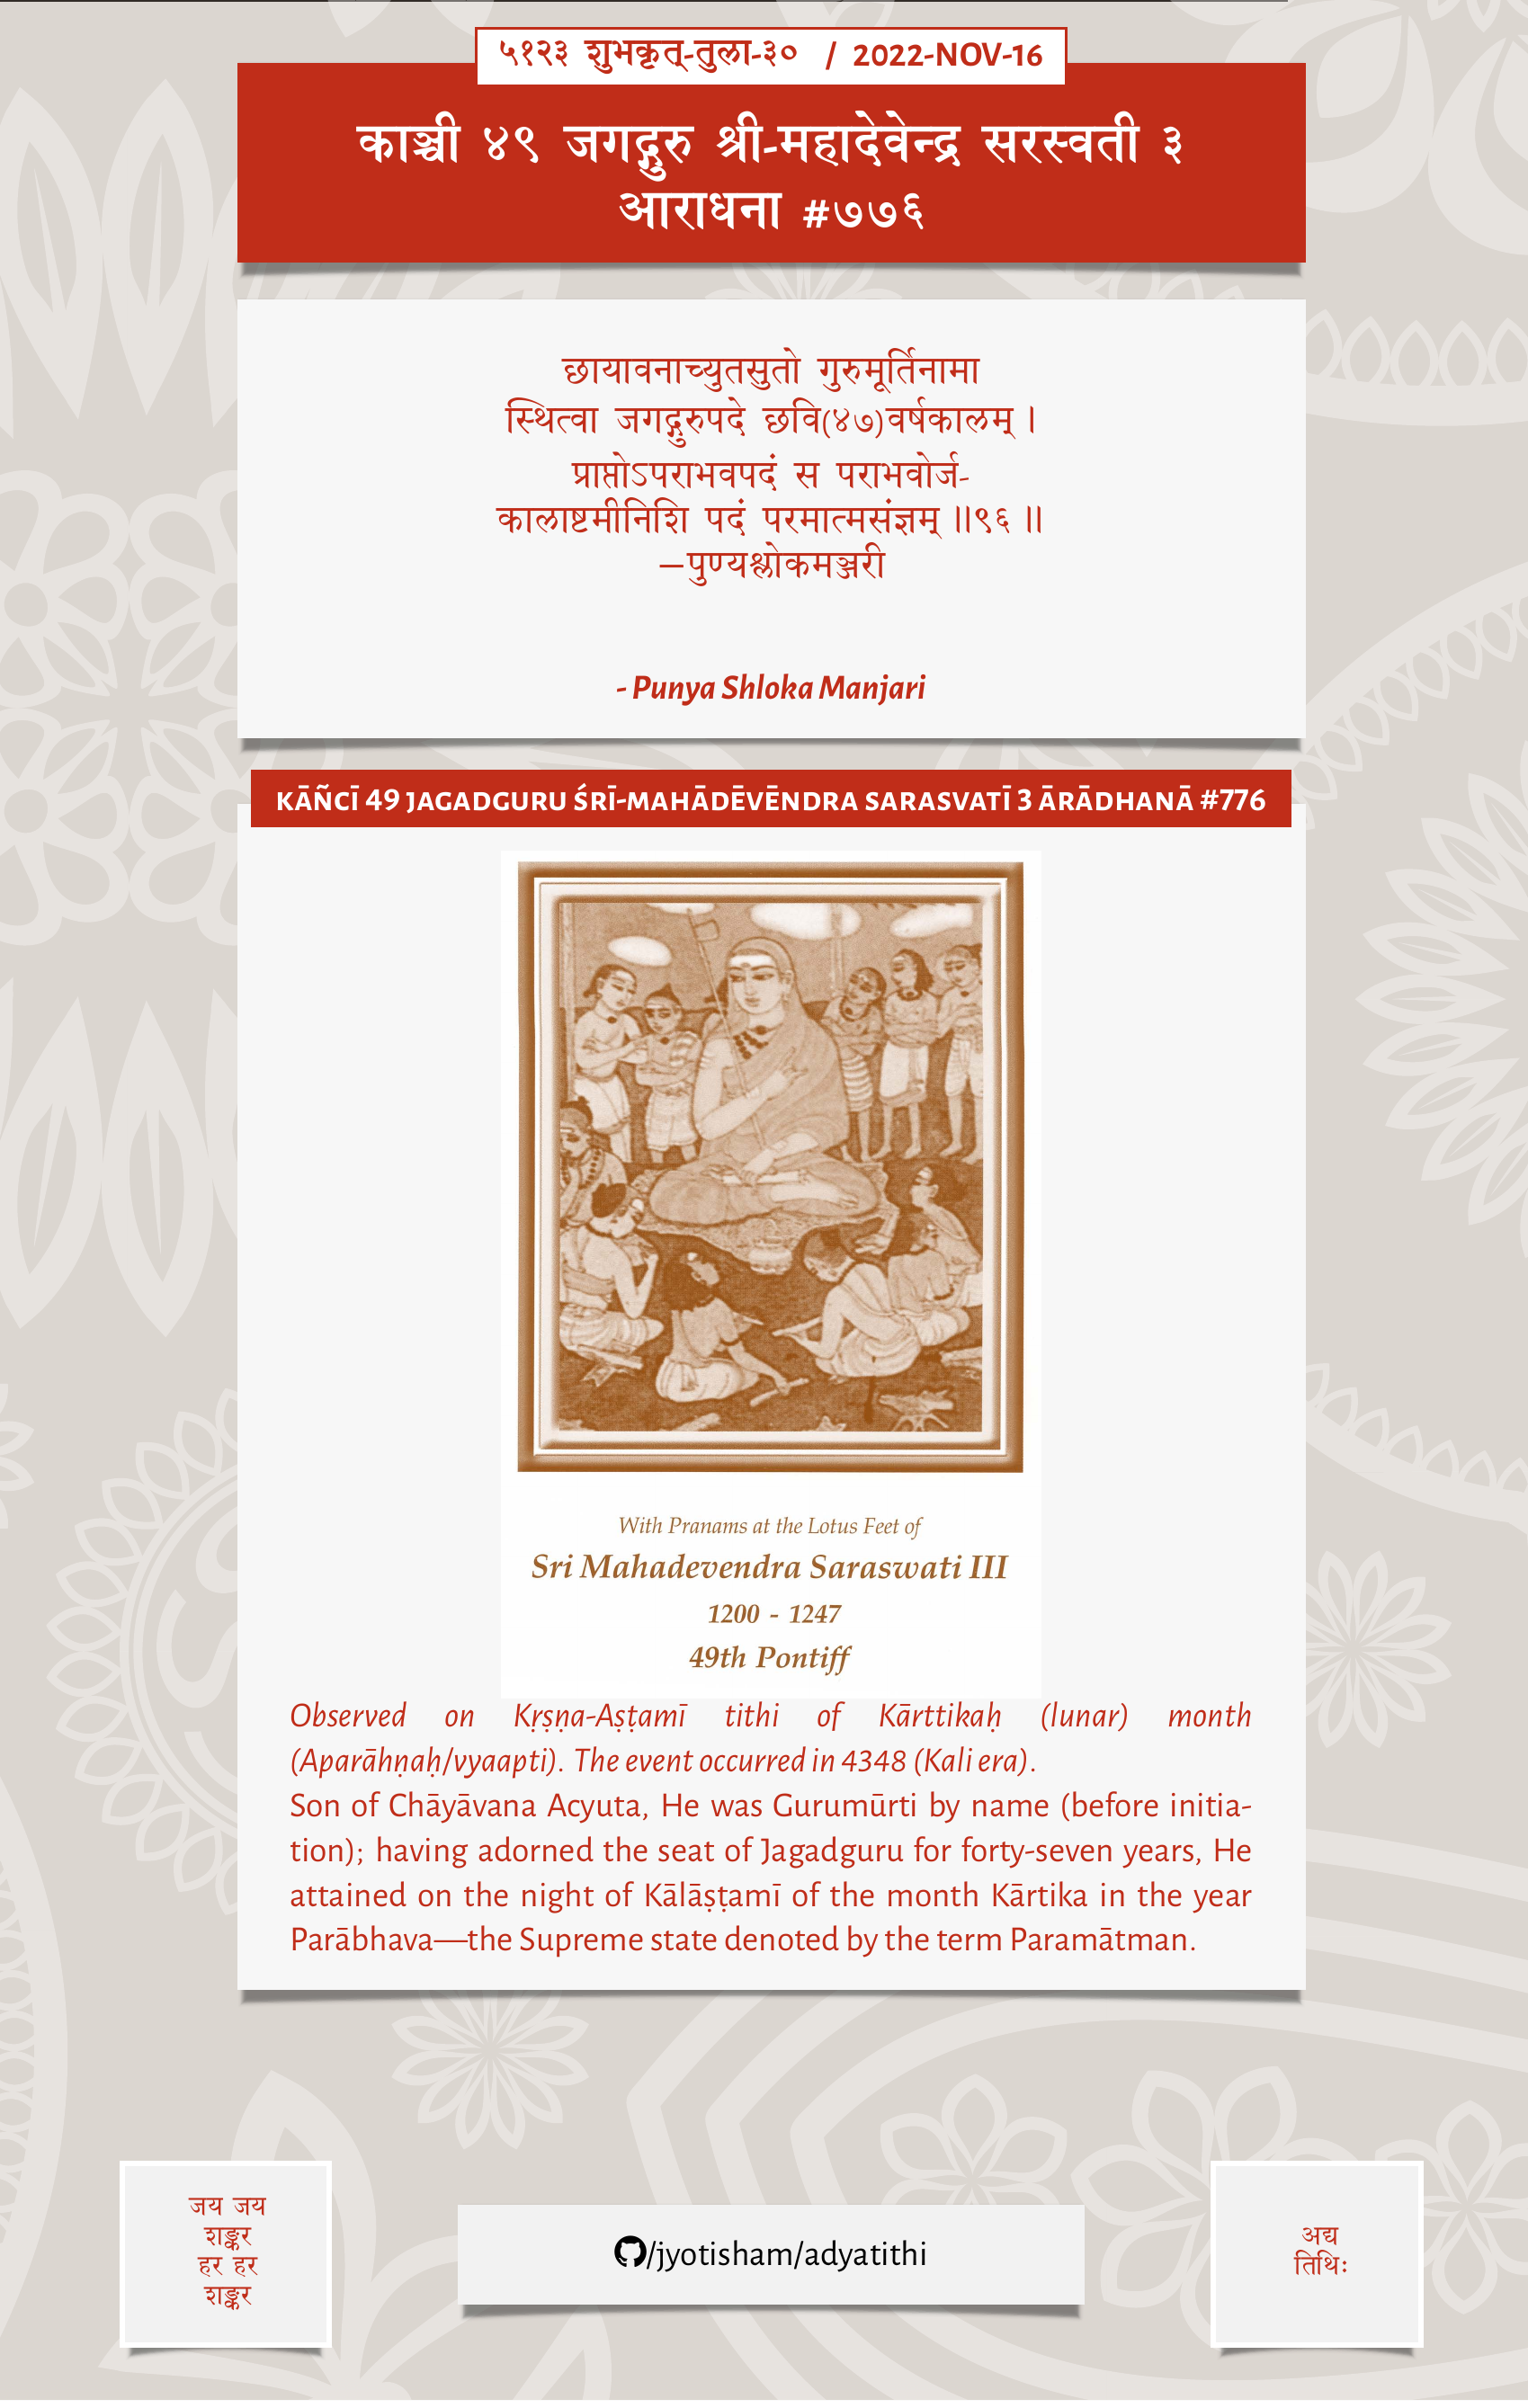 ५१२३ शुभकृत्-तुला-३० / 2022-NOV-16
काञ्ची ४९ जगद्गुरु श्री-महादेवेन्द्र सरस्वती ३
आराधना #७७६
छायावनाच्युतसुतो गुरुमूर्तिनामा
स्थित्वा जगद्गुरुपदे छवि(४७)वर्षकालम् ।
प्राप्तोऽपराभवपदं स पराभवोर्ज-
कालाष्टमीनिशि पदं परमात्मसंज्ञम् ॥९६ ॥
—पुण्यश्लोकमञ्जरी
- Punya Shloka Manjari
KĀÑCĪ 49 JAGADGURU ŚRĪ-MAHĀDĒVĒNDRA SARASVATĪ 3 ĀRĀDHANĀ #776
With Pranams at the Lotus Feet of
Sri Mahadevendra Saraswati III
1200 - 1247
49th Pontiff
Observed on Kṛṣṇa-Aṣṭamī tithi of Kārttikaḥ (lunar) month
(Aparāhṇaḥ/vyaapti). The event occurred in 4348 (Kali era).
Son of Chāyāvana Acyuta, He was Gurumūrti by name (before initia-
tion); having adorned the seat of Jagadguru for forty-seven years, He
attained on the night of Kālāṣṭamī of the month Kārtika in the year
Parābhava—the Supreme state denoted by the term Paramātman.
जय जय
शङ्कर
हर हर
शङ्कर
/jyotisham/adyatithi
अद्य
तिथिः